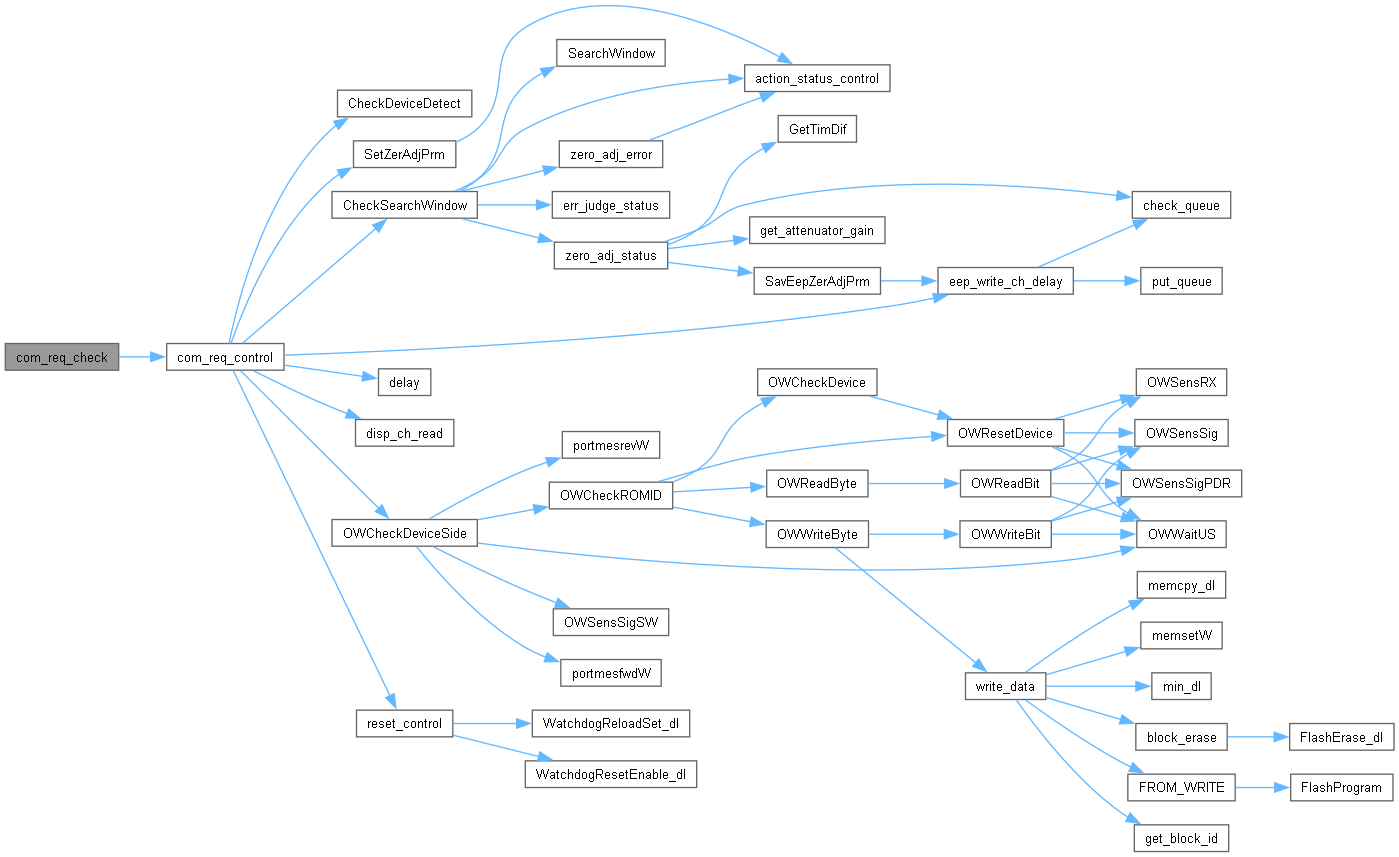 com_req_check
com_req_control
CheckDeviceDetect
SetZerAdjPrm
CheckSearchWindow
delay
disp_ch_read
OWCheckDeviceSide
reset_control
SearchWindow
zero_adj_error
err_judge_status
zero_adj_status
portmesrevW
OWCheckROMID
OWSensSigSW
portmesfwdW
WatchdogReloadSet_dl
WatchdogResetEnable_dl
action_status_control
GetTimDif
get_attenuator_gain
SavEepZerAdjPrm
OWCheckDevice
OWReadByte
OWWriteByte
eep_write_ch_delay
OWResetDevice
OWReadBit
OWWriteBit
write_data
check_queue
put_queue
OWSensRX
OWSensSig
OWSensSigPDR
OWWaitUS
memcpy_dl
memsetW
min_dl
block_erase
FROM_WRITE
get_block_id
FlashErase_dl
FlashProgram